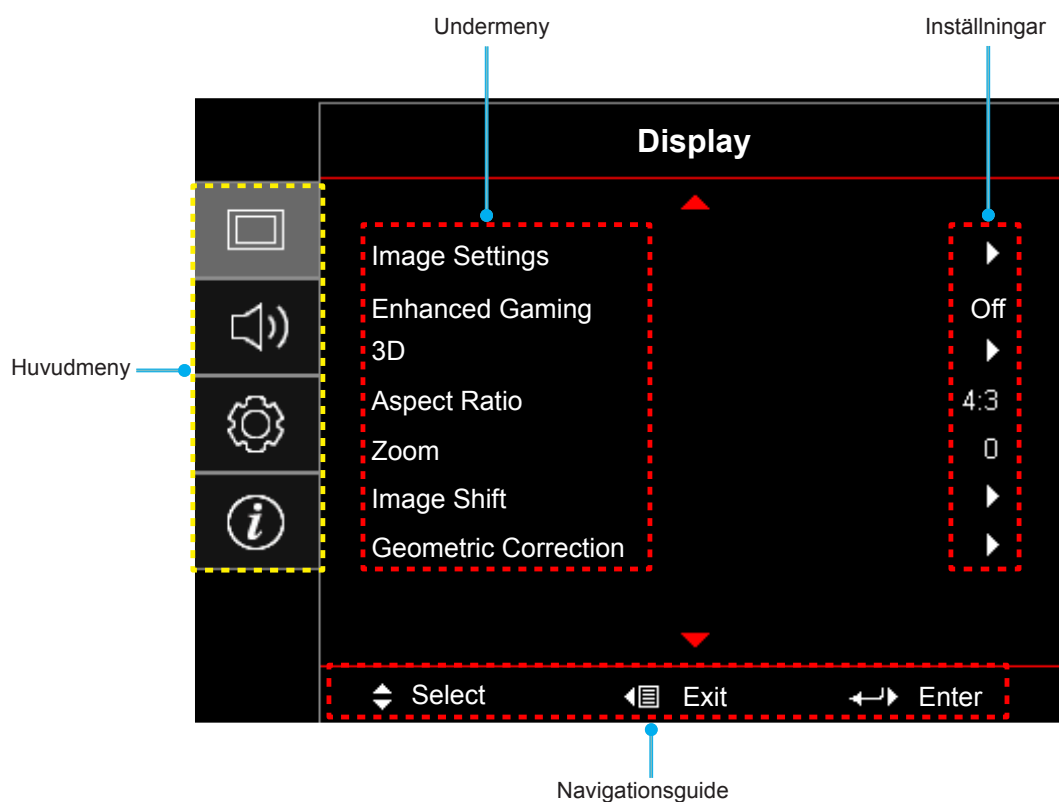 Undermeny
Inställningar
Display
Image Settings
Enhanced Gaming Off
3D
Huvudmeny
Aspect Ratio 4:3
Zoom 0
Image Shift
Geometric Correction
Select Exit Enter
Navigationsguide